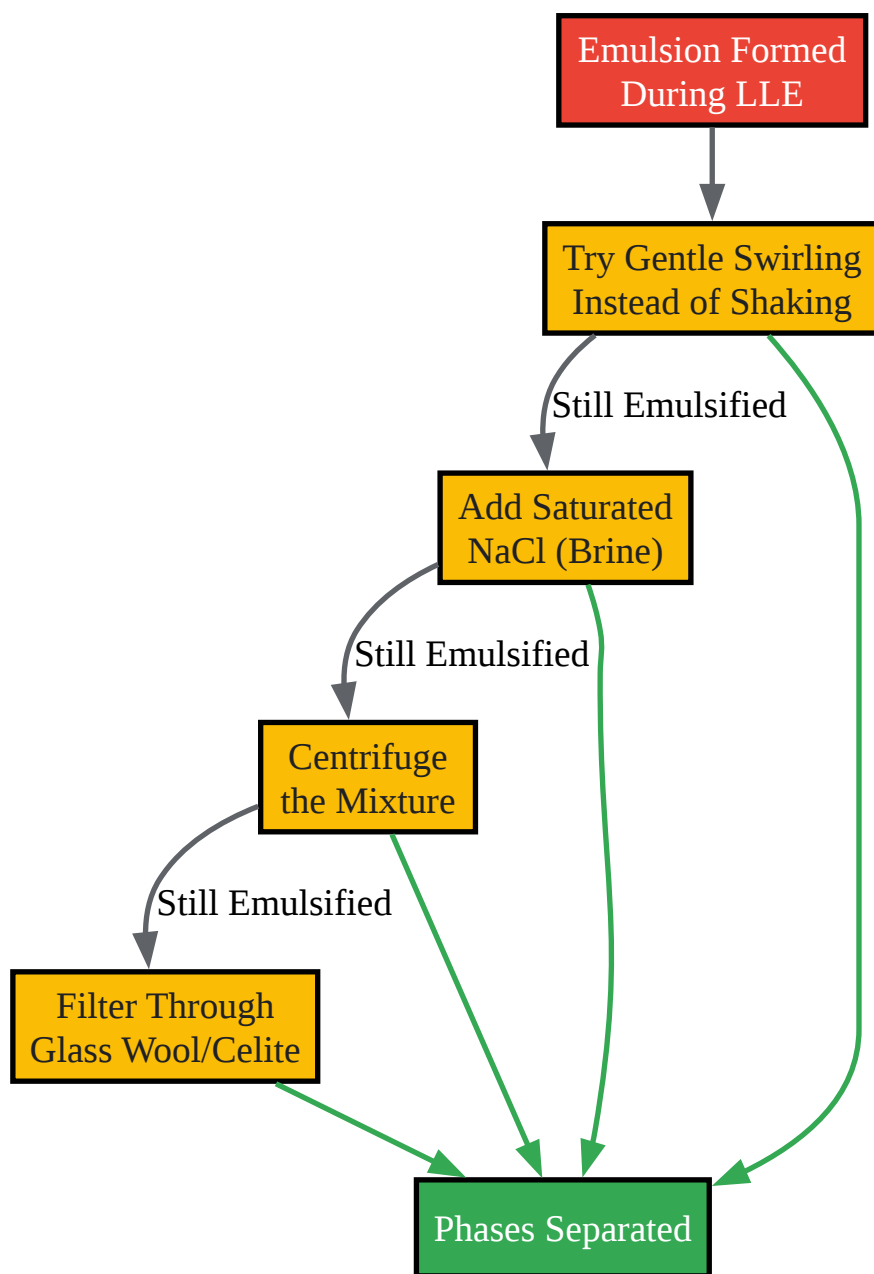 Emulsion Formed
During LLE
Try Gentle Swirling
Instead of Shaking
Still Emulsified
Add Saturated
NaCl (Brine)
Still Emulsified
Centrifuge
the Mixture
Still Emulsified
Filter Through
Glass Wool/Celite
Phases Separated